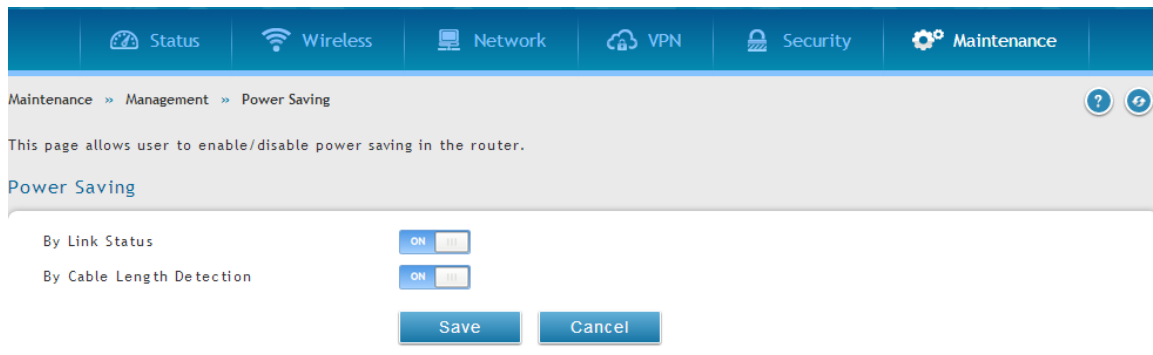 Status Wireless Network VPN Security Maintenance
Maintenance » Management » Power Saving ?
This page allows user to enable/disable power saving in the router.
Power Saving
By Link Status ON
By Cable Length Detection ON
Save Cancel